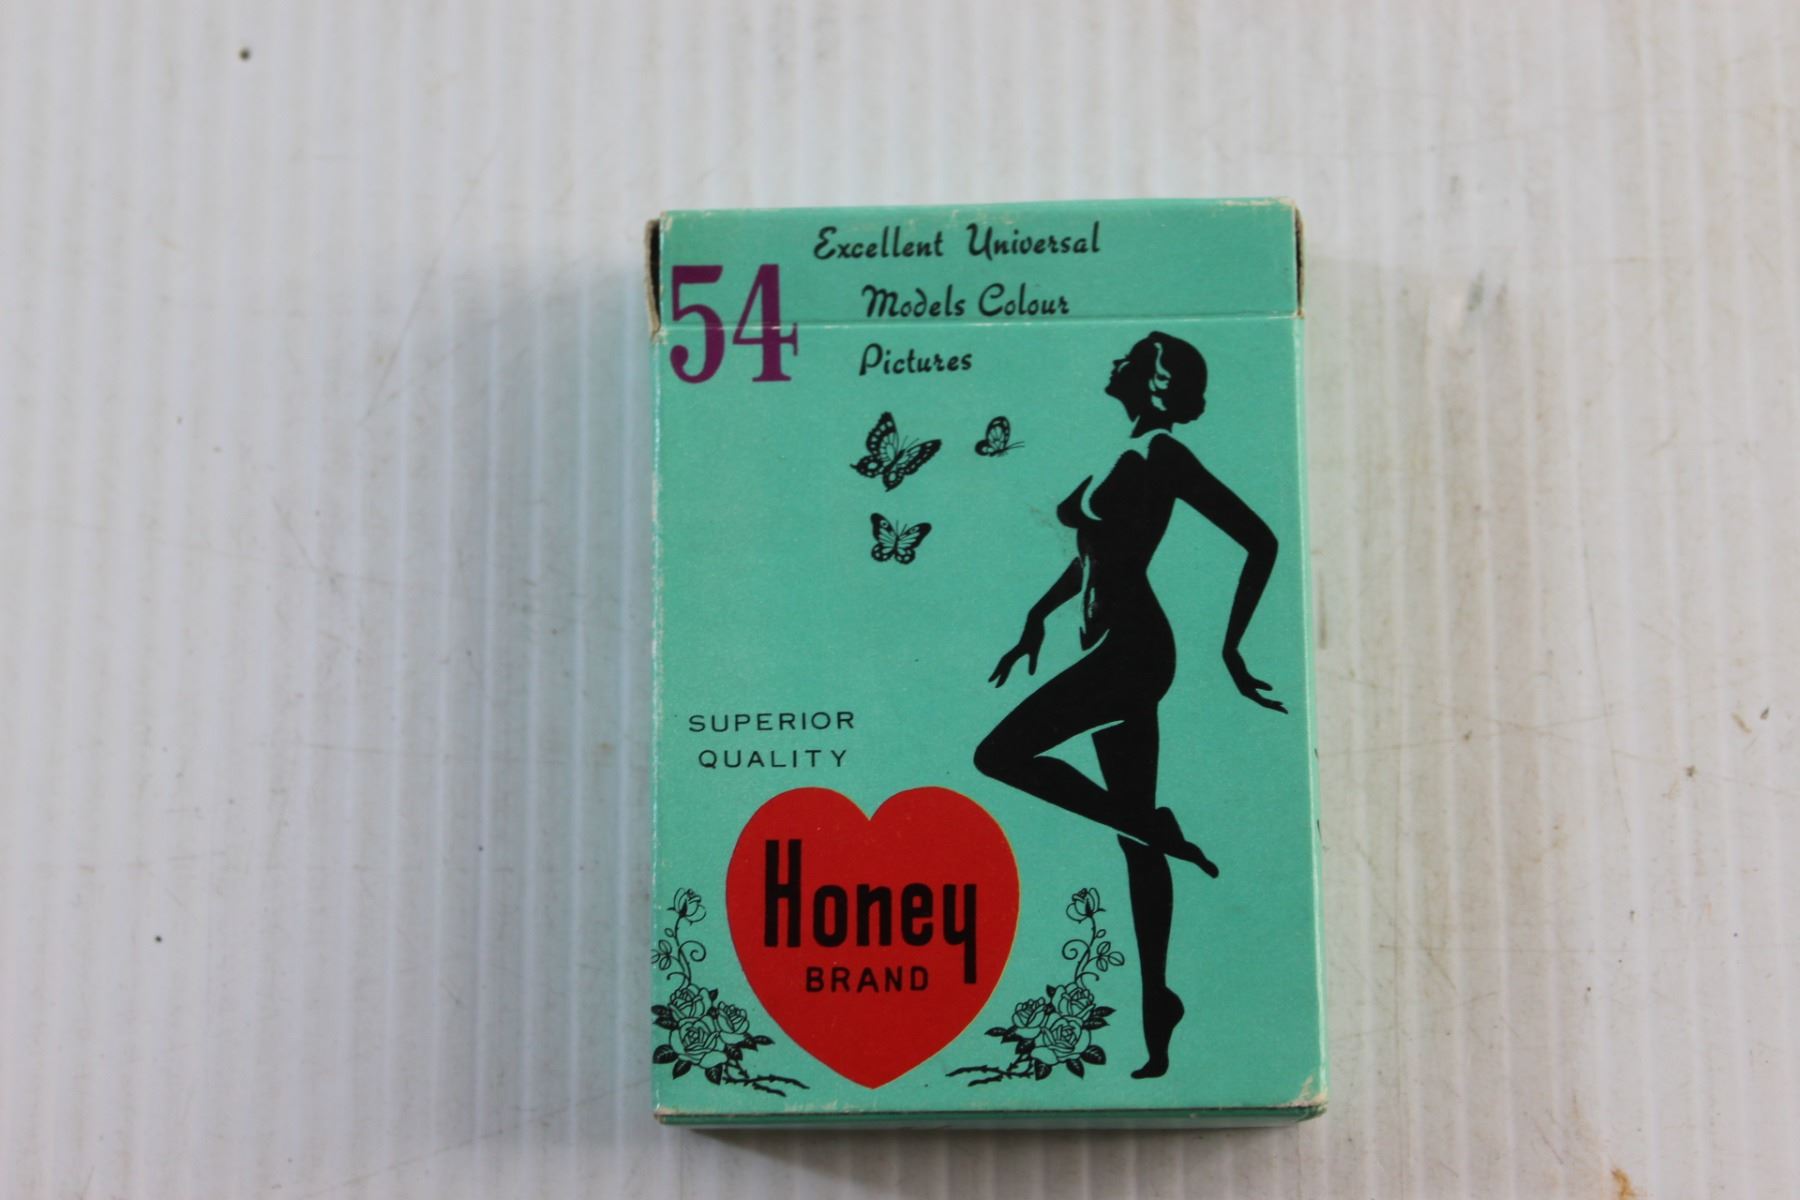 54
Excellent Universal
Models Colour
Pictures
SUPERIOR
QUALITY
Honey
BRAND